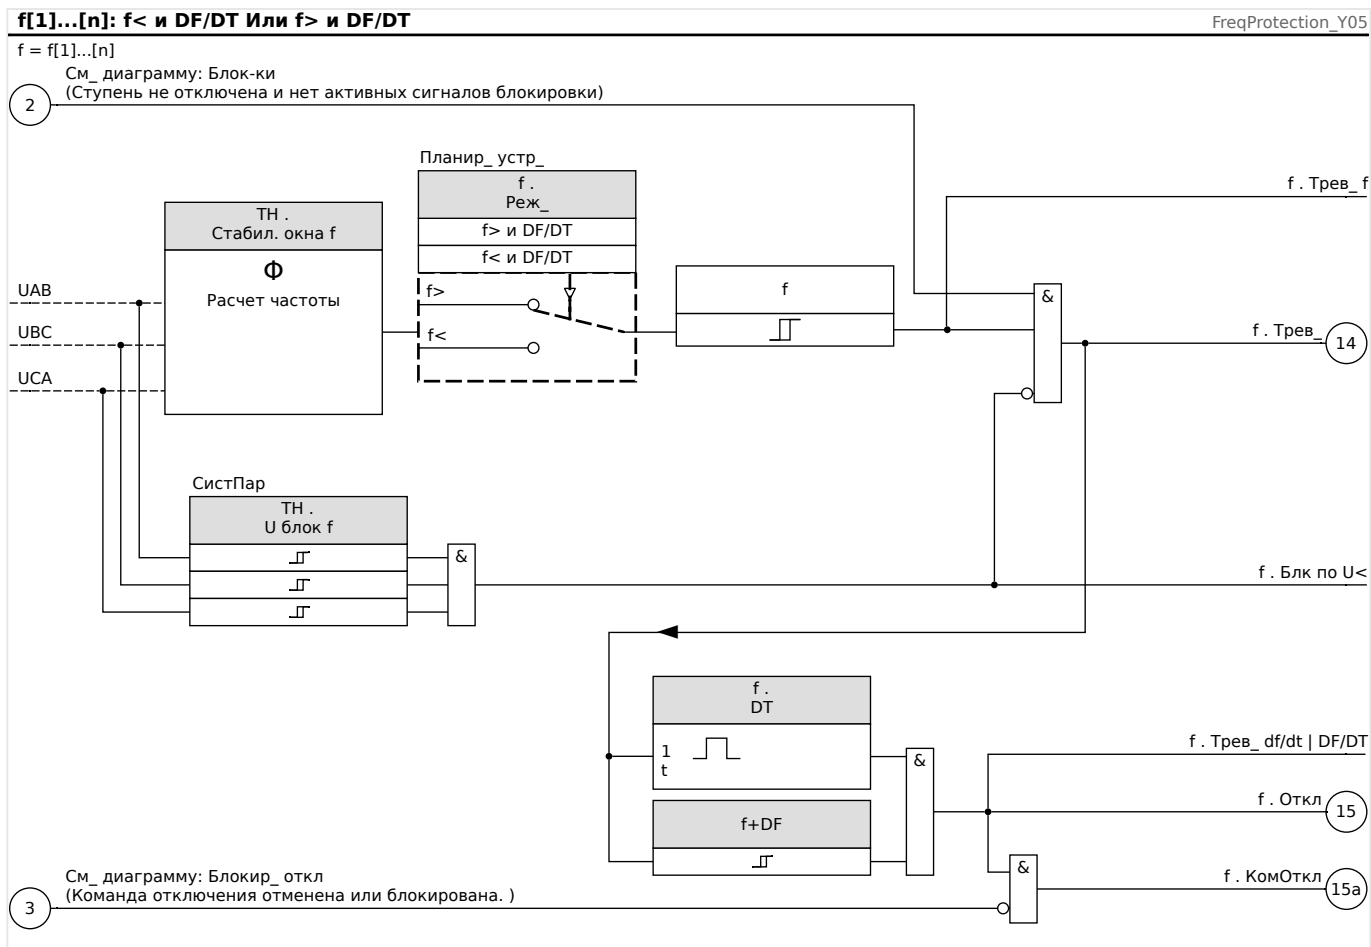 f[1]...[n]: f< и DF/DT Или f> и DF/DT
FreqProtection_Y05
f = f[1]...[n]
См_ диаграмму: Блок-ки
(Ступень не отключена и нет активных сигналов блокировки)
2
Планир_ устр_
f .
Реж_
f> и DF/DT
f< и DF/DT
f>
f<
ТН .
Стабил. окна f
Φ
Расчет частоты
UAB
UBC
UCA
f
f . Трев_ f
&
f . Трев_
14
СистПар
ТН .
U блок f
&
f . Блк по U<
f .
DT
1
t
f+DF
&
f . Трев_ df/dt | DF/DT
f . Откл
15
&
f . КомОткл
15a
См_ диаграмму: Блокир_ откл
(Команда отключения отменена или блокирована. )
3